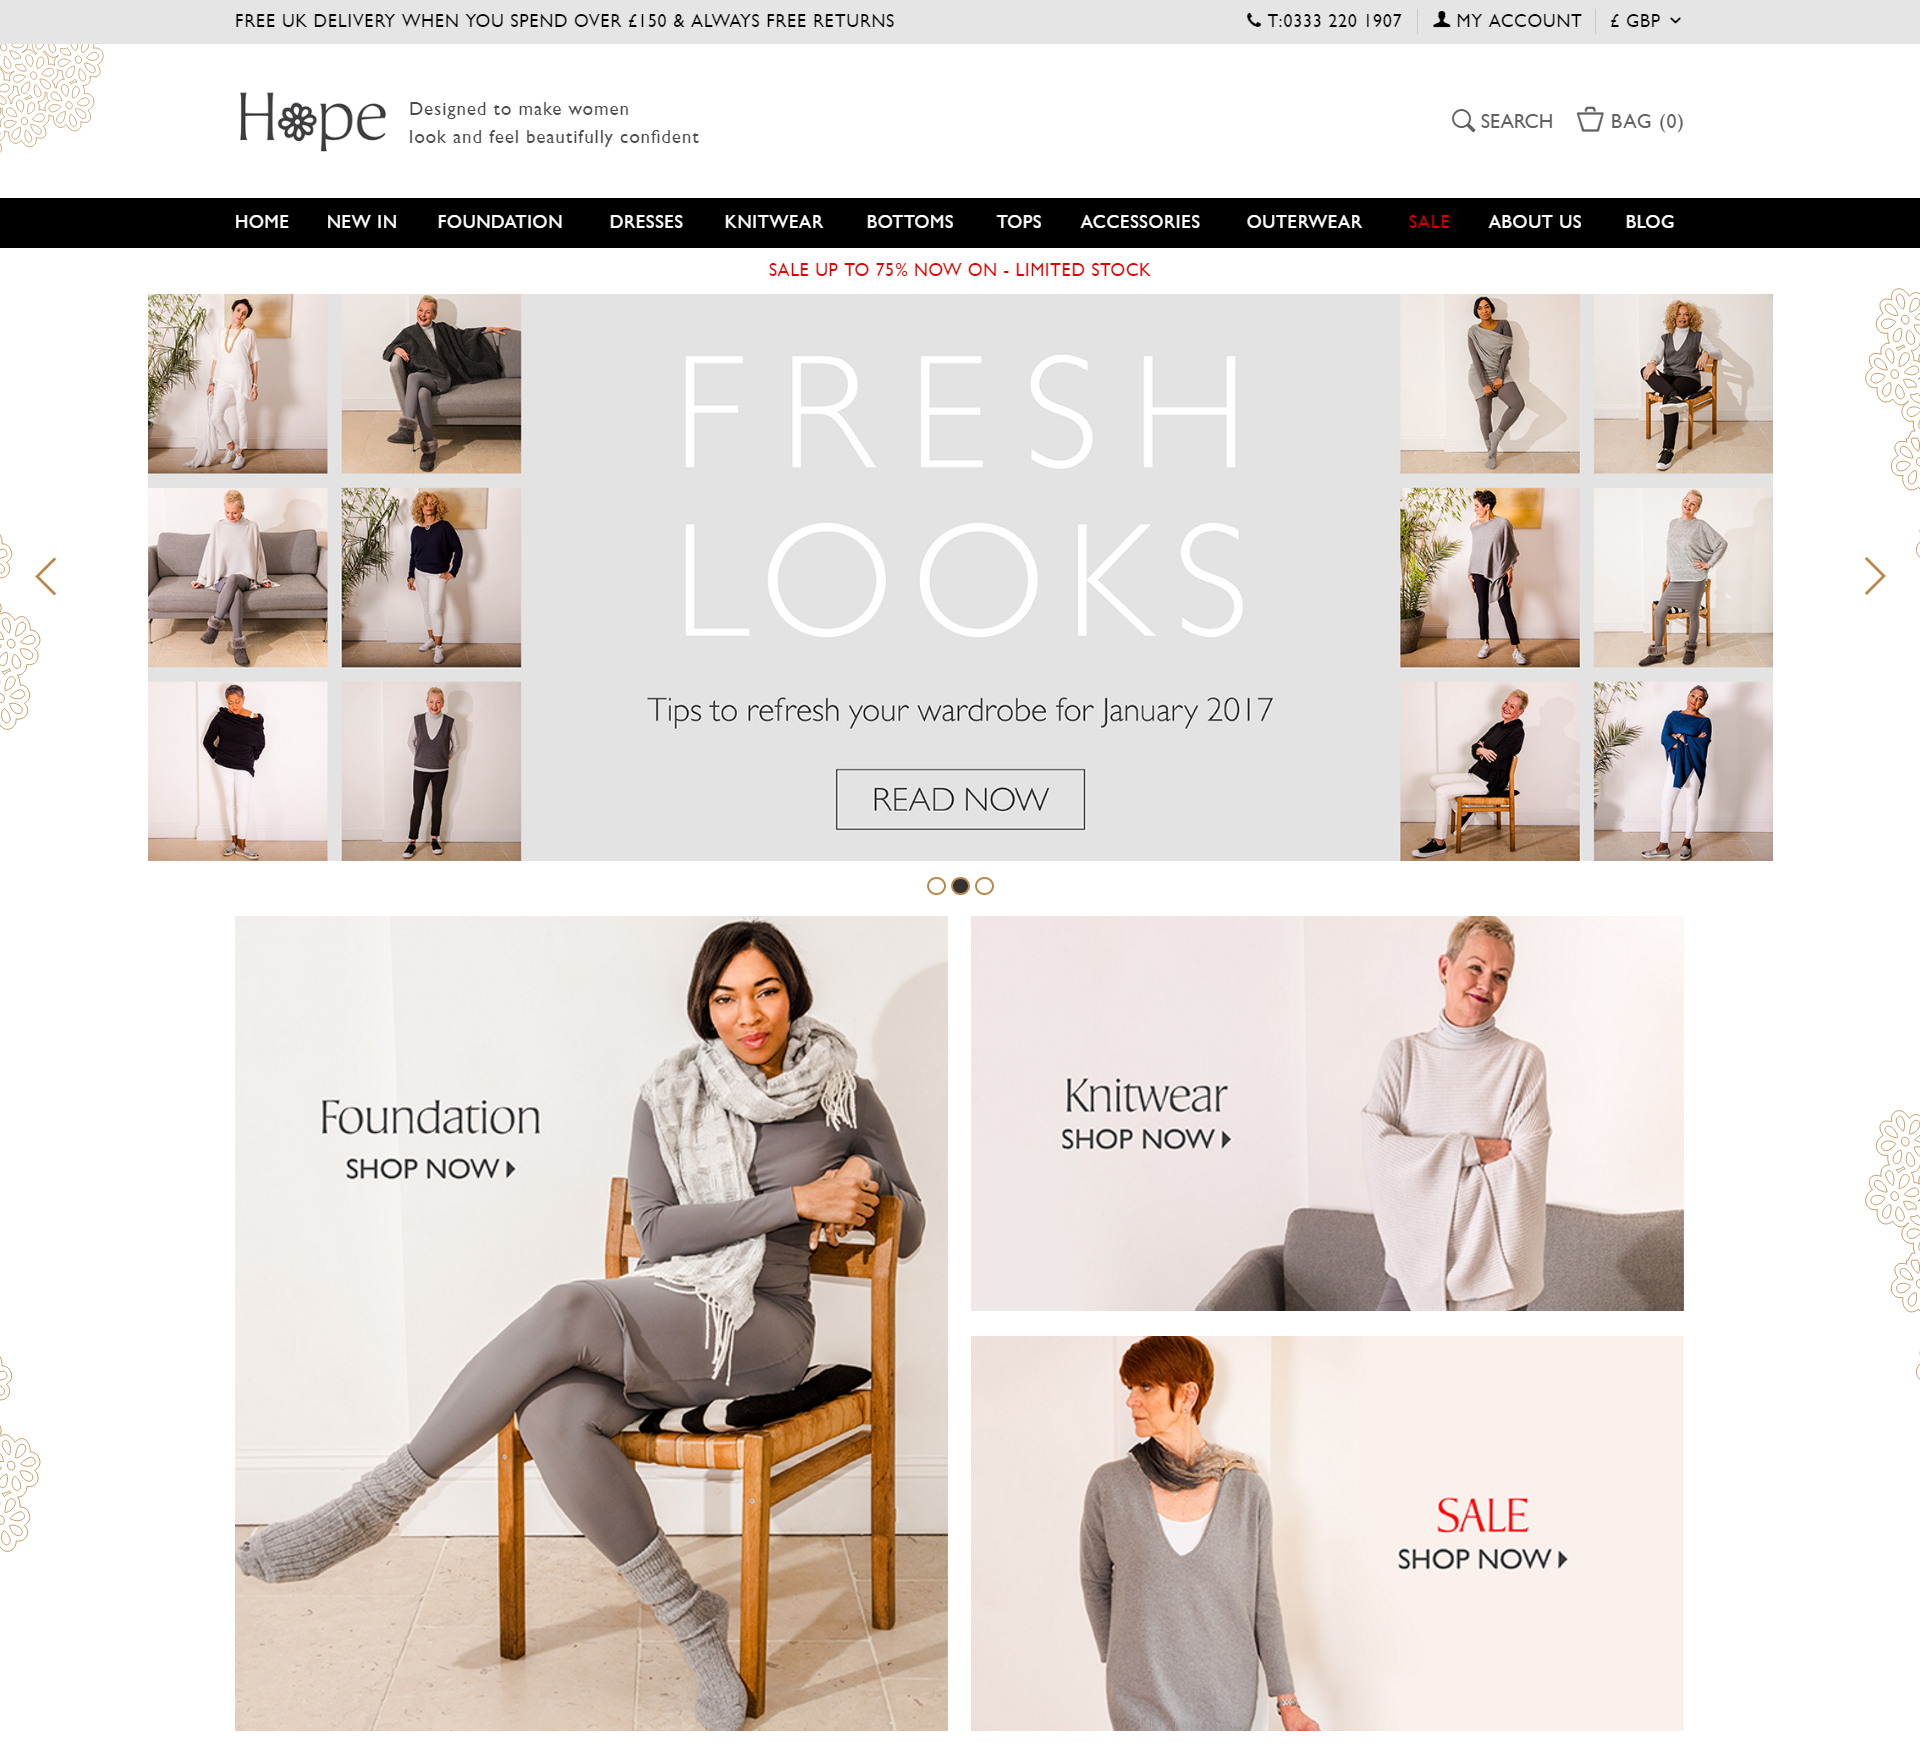 FREE UK DELIVERY WHEN YOU SPEND OVER £150 & ALWAYS FREE RETURNS
T:0333 220 1907
MY ACCOUNT
£ GBP
Hope
Designed to make women
look and feel beautifully confident
SEARCH
BAG (0)
HOME NEW IN FOUNDATION DRESSES KNITWEAR BOTTOMS TOPS ACCESSORIES OUTERWEAR SALE ABOUT US BLOG
SALE UP TO 75% NOW ON - LIMITED STOCK
FRESH
LOOKS
Tips to refresh your wardrobe for January 2017
READ NOW
Foundation
SHOP NOW
Knitwear
SHOP NOW
SALE
SHOP NOW